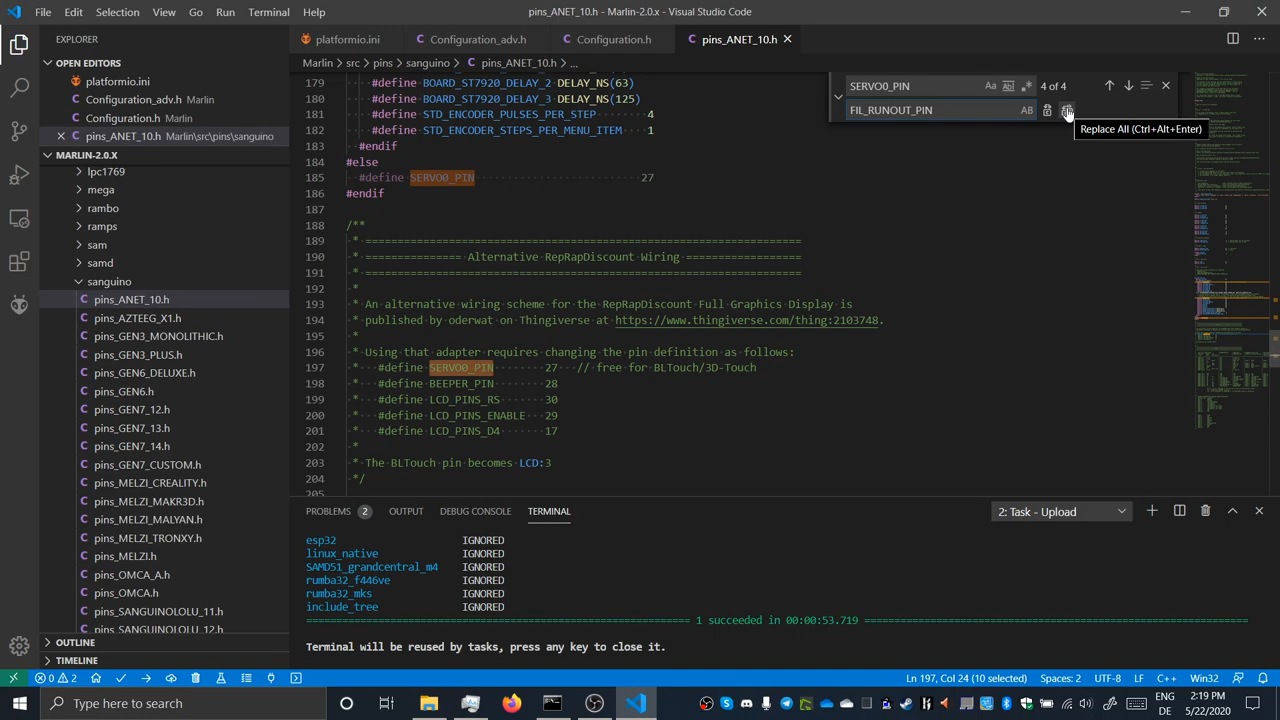 File Edit Selection View Go Run Terminal Help
pins_ANET_10.h - Marlin-2.0.x - Visual Studio Code
EXPLORER
platformio.ini
Configuration_adv.h
Configuration.h
pins_ANET_10.h
Marlin > src > pins > sanguino > pins_ANET_10.h > ...
OPEN EDITORS
platformio.ini
Configuration_adv.h Marlin
Configuration.h Marlin
pins_ANET_10.h Marlin\src\pins\sanguino
MARLIN-2.0.X
lpc1769
mega
rambo
ramps
sam
samd
sanguino
pins_ANET_10.h
pins_AZTEEG_X1.h
pins_GEN3_MONOLITHIC.h
pins_GEN3_PLUS.h
pins_GEN6_DELUXE.h
pins_GEN6.h
pins_GEN7_12.h
pins_GEN7_13.h
pins_GEN7_14.h
pins_GEN7_CUSTOM.h
pins_MELZI_CREALITY.h
pins_MELZI_MAKR3D.h
pins_MELZI_MALYAN.h
pins_MELZI_TRONXY.h
pins_MELZI.h
pins_OMCA_A.h
pins_OMCA.h
pins_SANGUINOLOLU_11.h
pins_SANGUINOLOLU_12.h
OUTLINE
TIMELINE
SERVO0_PIN Aa 4 of 4
FIL_RUNOUT_PIN AB
Replace All (Ctrl+Alt+Enter)
179 #define BOARD_ST7920_DELAY_2 DELAY_NS(63)
180 #define BOARD_ST7920_DELAY_3 DELAY_NS(125)
181 #define STD_ENCODER_PULSES_PER_STEP 4
182 #define STD_ENCODER_STEPS_PER_MENU_ITEM 1
183 #endif
184 #else
185 #define SERVO0_PIN 27
186 #endif
187
188 /**
189 * ====================================================================
190 * =============== Alternative RepRapDiscount Wiring ==================
191 * ====================================================================
192 *
193 * An alternative wiring scheme for the RepRapDiscount Full Graphics Display is
194 * published by oderwat on Thingiverse at https://www.thingiverse.com/thing:2103748.
195 *
196 * Using that adapter requires changing the pin definition as follows:
197 * #define SERVO0_PIN 27 // free for BLTouch/3D-Touch
198 * #define BEEPER_PIN 28
199 * #define LCD_PINS_RS 30
200 * #define LCD_PINS_ENABLE 29
201 * #define LCD_PINS_D4 17
202 *
203 * The BLTouch pin becomes LCD:3
204 */
205
PROBLEMS 2 OUTPUT DEBUG CONSOLE TERMINAL
2: Task - Upload
esp32 IGNORED
linux_native IGNORED
SAMD51_grandcentral_m4 IGNORED
rumba32_f446ve IGNORED
rumba32_mks IGNORED
include_tree IGNORED
1 succeeded in 00:00:53.719
Terminal will be reused by tasks, press any key to close it.
0 2
Ln 197, Col 24 (10 selected) Spaces: 2 UTF-8 LF C++ Win32
Type here to search
ENG
DE
2:19 PM
5/22/2020